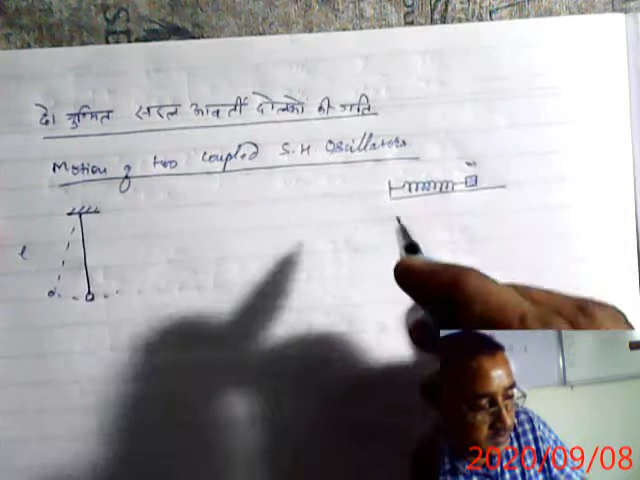 दो युग्मित सरल आवर्ती दोलकों की गति
Motion of two coupled S.H Oscillators
l
2020/09/08